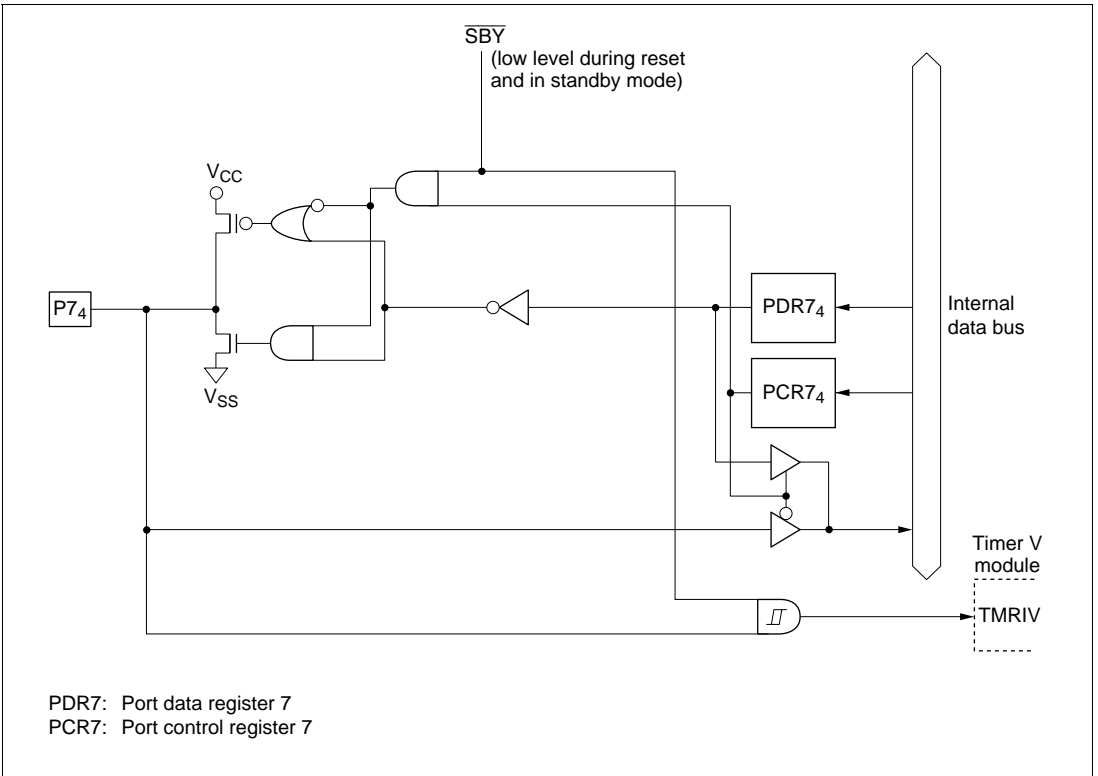 SBY
(low level during reset
and in standby mode)
VCC
P74
PDR74
Internal
data bus
PCR74
VSS
Timer V
module
TMRIV
PDR7: Port data register 7
PCR7: Port control register 7